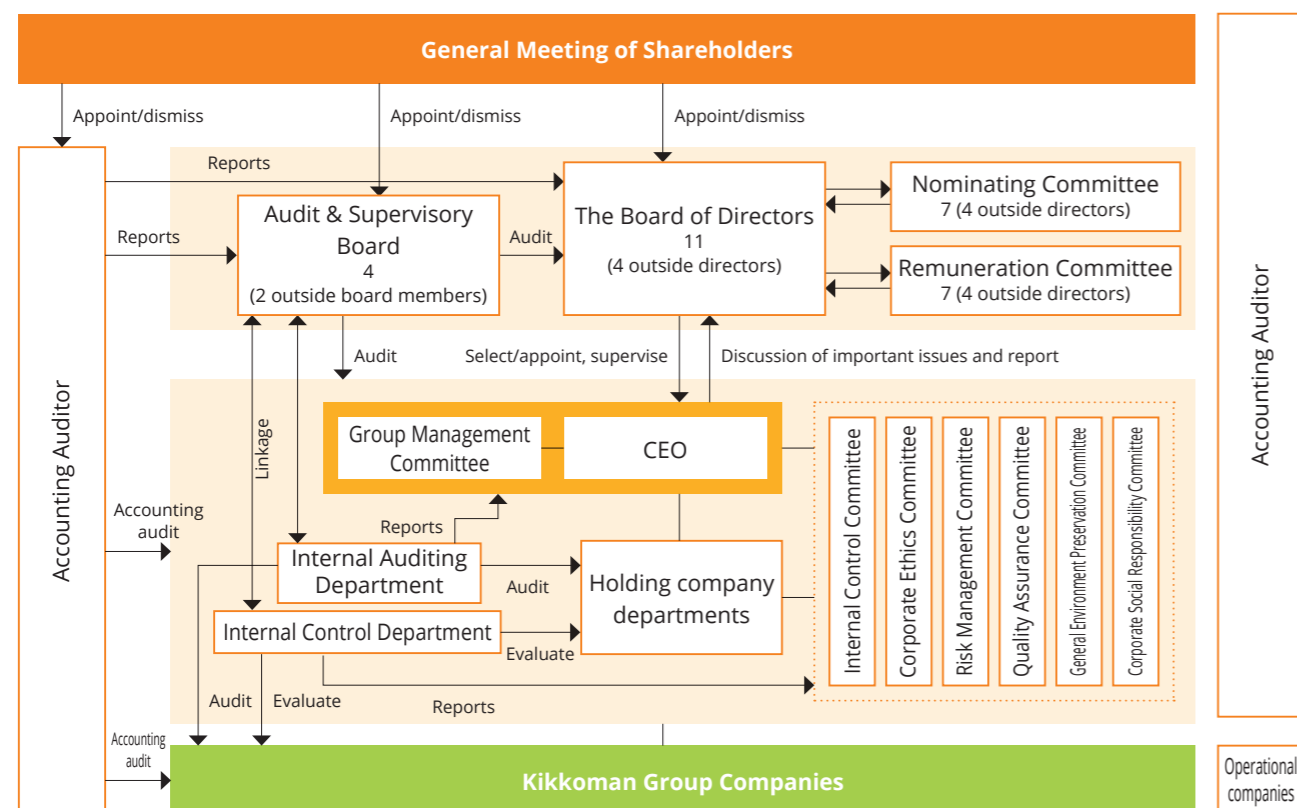 General Meeting of Shareholders
Appoint/dismiss
Appoint/dismiss
Appoint/dismiss
Accounting Auditor
Reports
Reports
Audit & Supervisory
Board
4
(2 outside board members)
Audit
The Board of Directors
11
(4 outside directors)
Nominating Committee
7 (4 outside directors)
Remuneration Committee
7 (4 outside directors)
Accounting Auditor
Audit
Select/appoint, supervise
Discussion of important issues and report
Linkage
Group Management
Committee
CEO
Internal Control Committee
Corporate Ethics Committee
Risk Management Committee
Quality Assurance Committee
General Environment Preservation Committee
Corporate Social Responsibility Committee
Accounting
audit
Reports
Internal Auditing
Department
Audit
Holding company
departments
Internal Control Department
Evaluate
Audit
Evaluate
Reports
Accounting
audit
Kikkoman Group Companies
Operational
companies